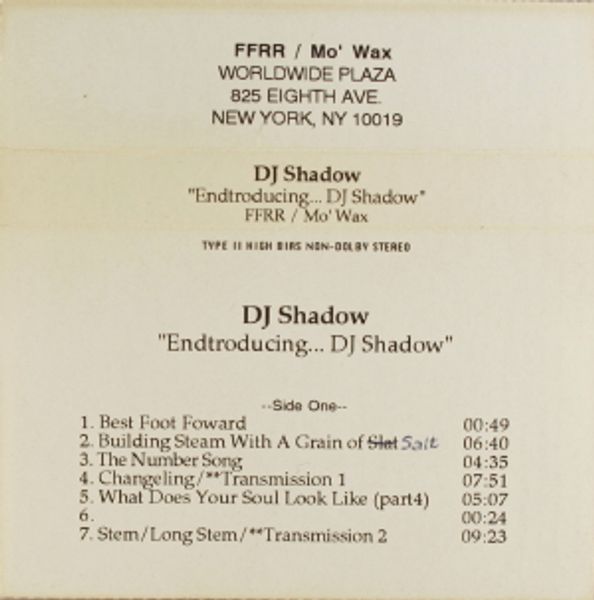 FFRR / Mo' Wax
WORLDWIDE PLAZA
825 EIGHTH AVE.
NEW YORK, NY 10019
DJ Shadow
"Endtroducing... DJ Shadow"
FFRR / Mo' Wax
TYPE II HIGH BIAS NON-DOLBY STEREO
DJ Shadow
"Endtroducing... DJ Shadow"
--Side One--
1. Best Foot Foward 00:49
2. Building Steam With A Grain of Slat Salt 06:40
3. The Number Song 04:35
4. Changeling/**Transmission 1 07:51
5. What Does Your Soul Look Like (part4) 05:07
6. 00:24
7. Stem/Long Stem/**Transmission 2 09:23